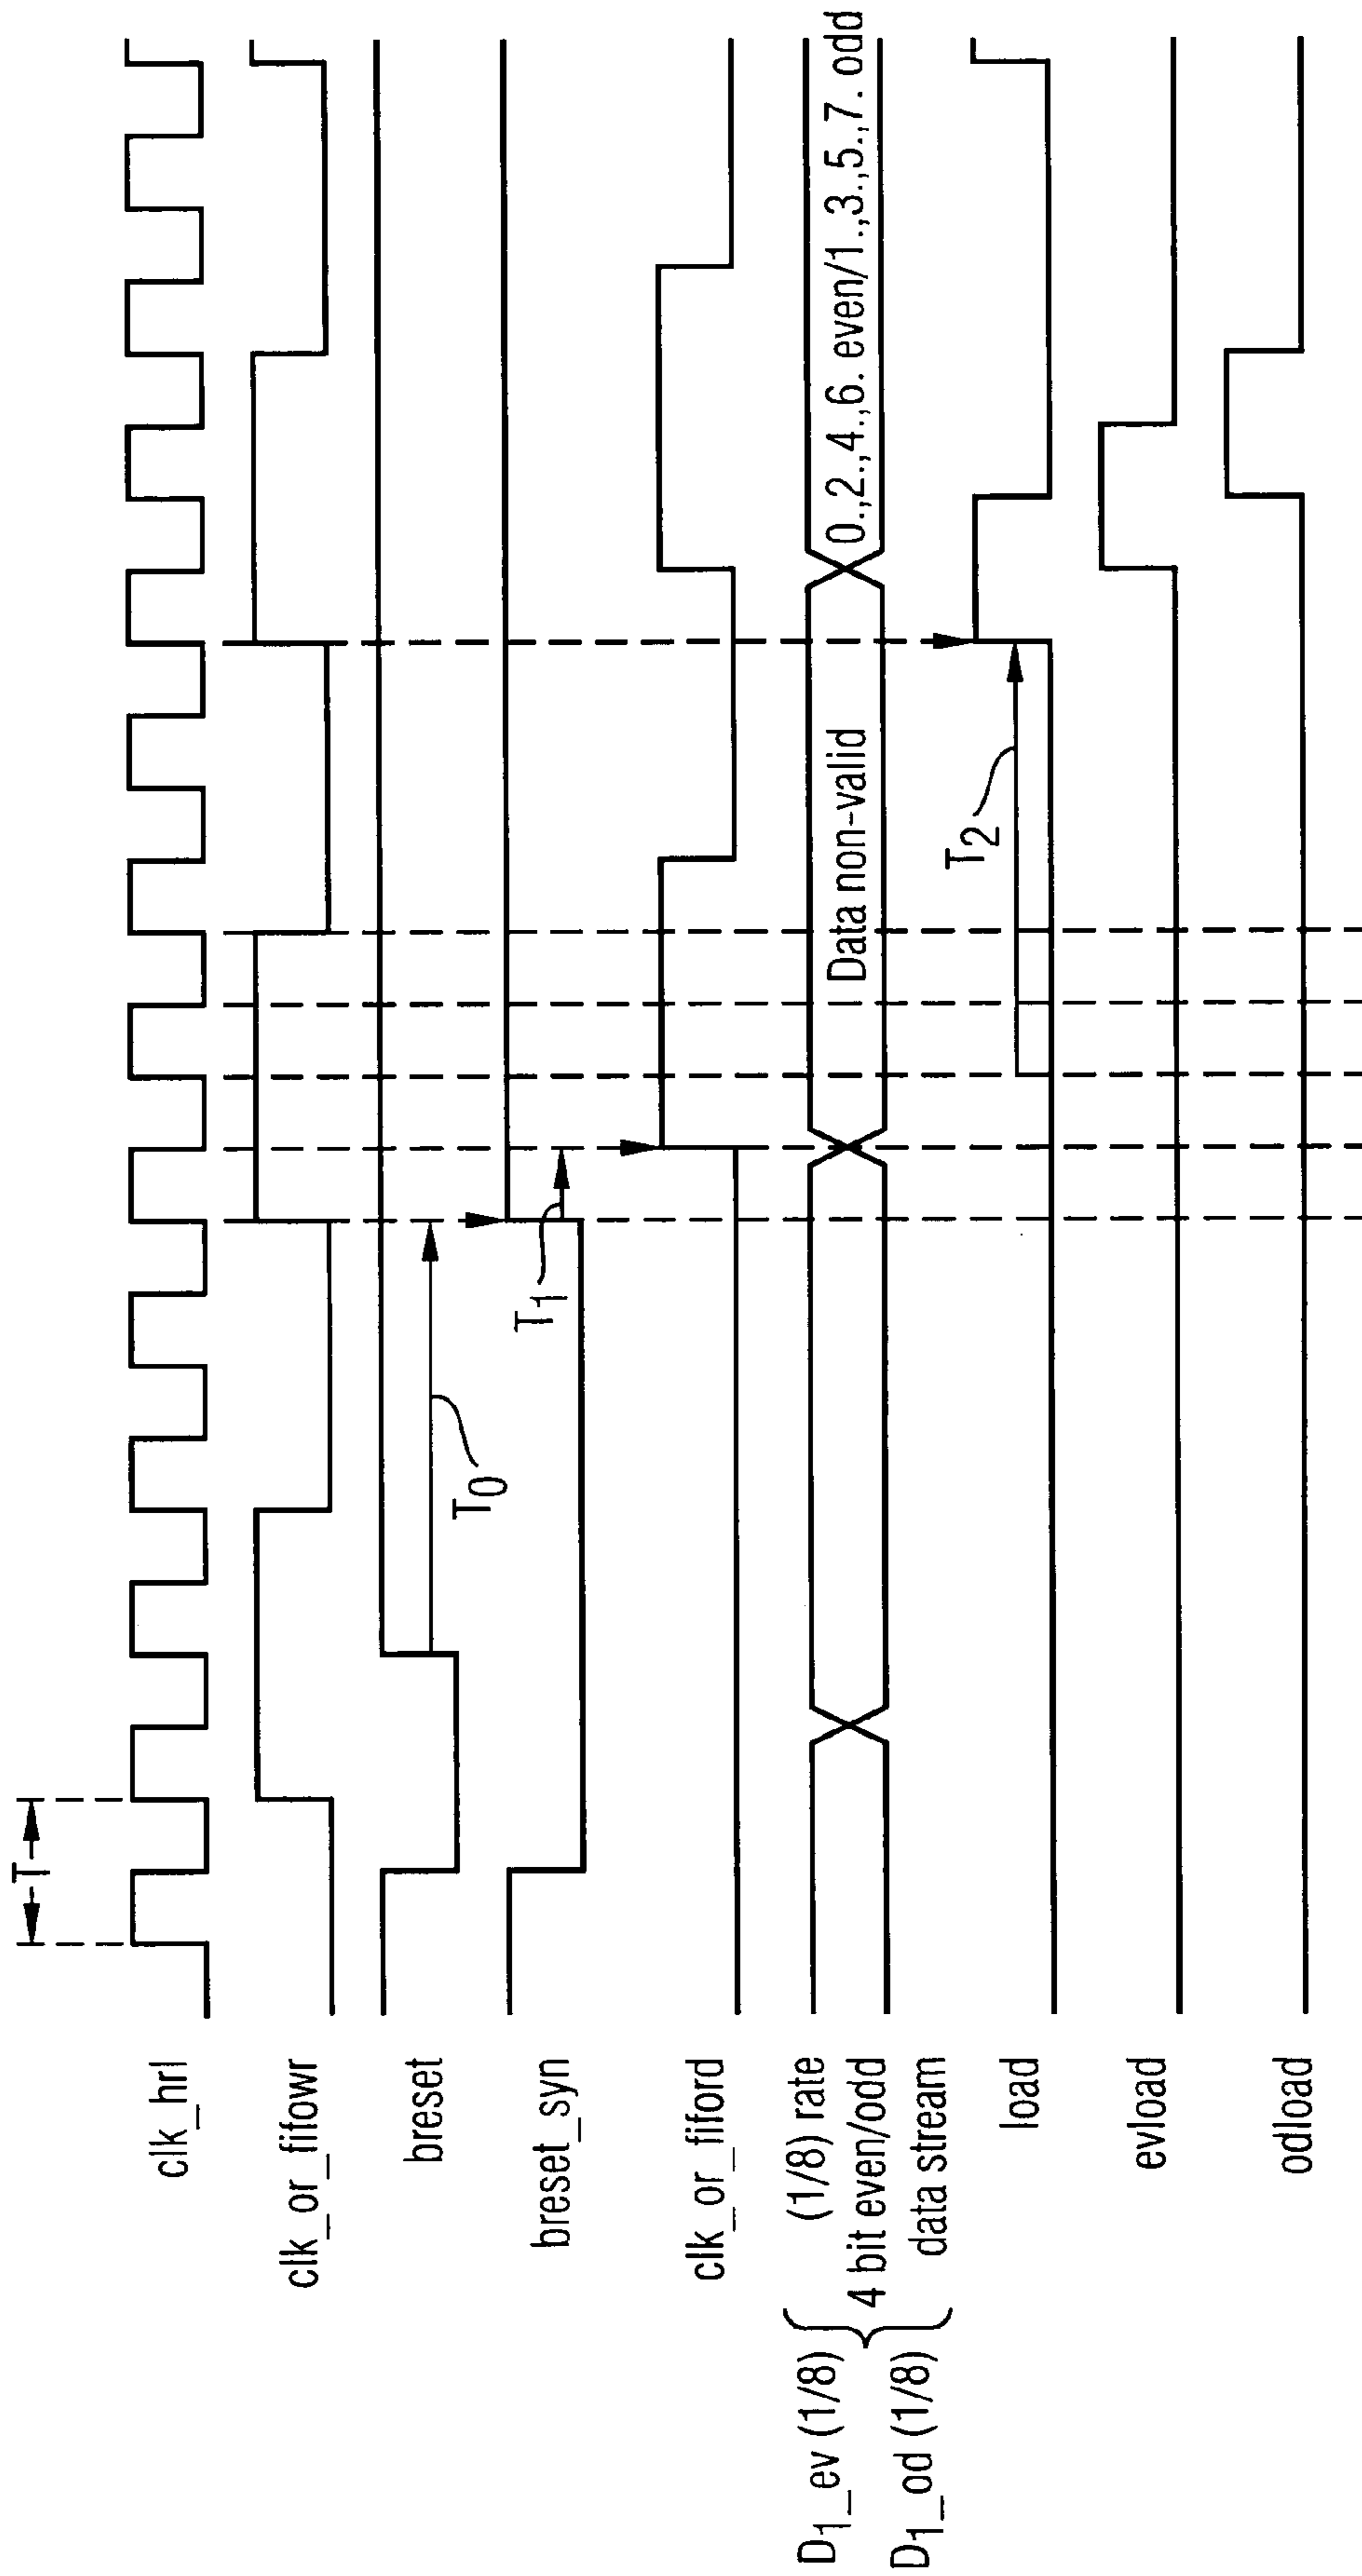 T
clk_hrl
clk_or_fifowr
breset
T0
breset_syn
T1
clk_or_fiford
D1_ev (1/8)
D1_od (1/8)
(1/8) rate
4 bit even/odd
data stream
Data non-valid
0.,2.,4.,6. even/1.,3.,5.,7. odd
load
T2
evload
odload